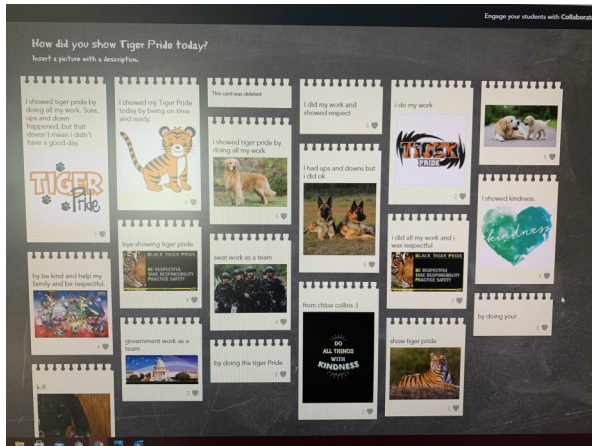 Engage your students with Collaborat
How did you show Tiger Pride today?
Insert a picture with a description.
I showed tiger pride by
doing all my work. Sure,
ups and down
happened, but that
doesn't mean i didn't
have a good day.
TIGER
Pride
by be kind and help my
family and be respectful.
k-9
I showed my Tiger Pride
today by being on time
and ready.
bye showing tiger pride
BLACK TIGER PRIDE
BE RESPECTFUL
TAKE RESPONSIBILITY
PRACTICE SAFETY
government work as a
team
This card was deleted
i showed tiger pride by
doing all my work
swat work as a team
by doing the tiger Pride
I did my work and
showed respect
I had ups and downs but
i did ok
from chloe collins 3
DO
ALL THINGS
WITH
KINDNESS
i do my work
TIGER
PRIDE
i did all my work and i
was respectful
BLACK TIGER PRIDE
BE RESPECTFUL
TAKE RESPONSIBILITY
PRACTICE SAFETY
show tiger pride
I showed kindness.
kindness
by doing your